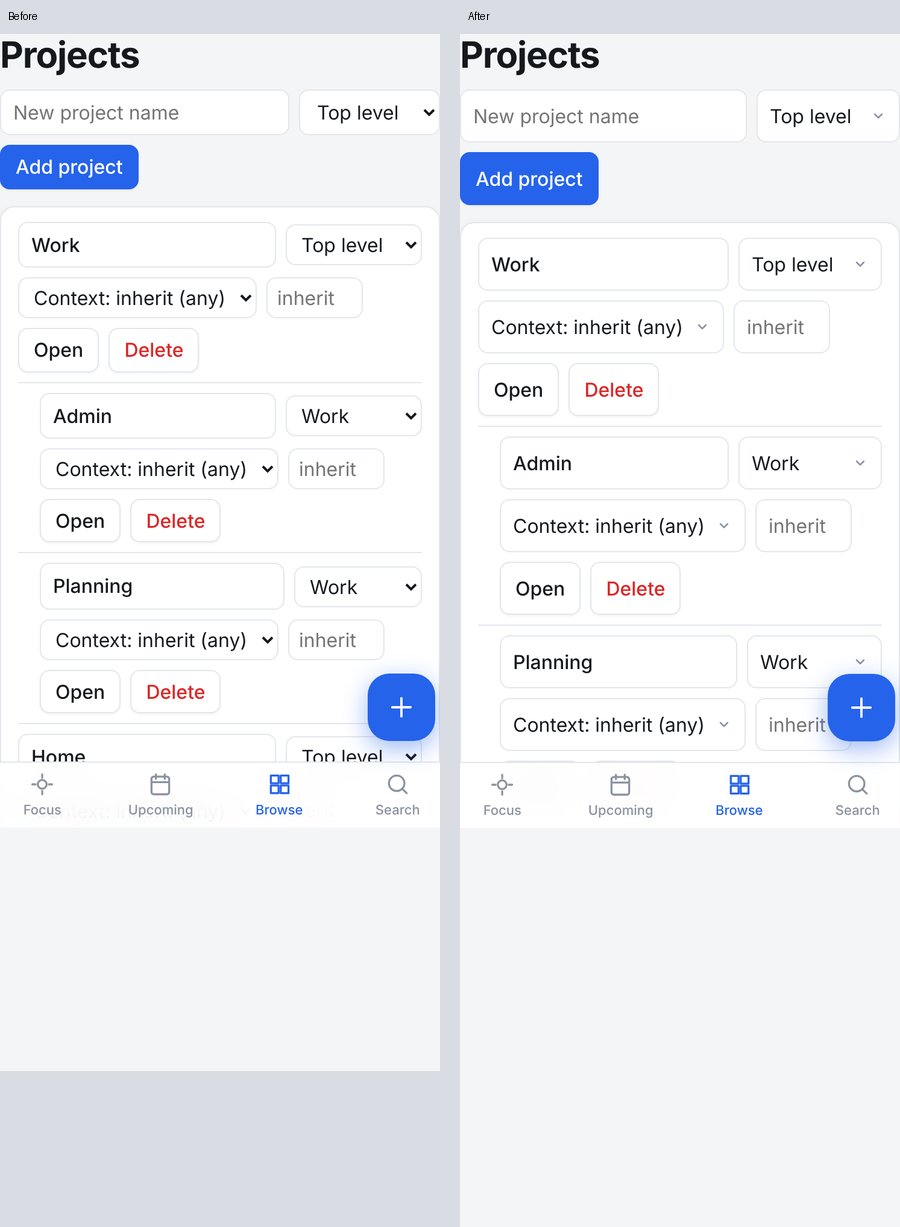 Before
Projects
New project name
Top level
Add project
Work
Top level
Context: inherit (any)
inherit
Open
Delete
Admin
Work
Context: inherit (any)
inherit
Open
Delete
Planning
Work
Context: inherit (any)
inherit
Open
Delete
Home
Top level
Context: inherit (any)
Focus
Upcoming
Browse
Search
After
Projects
New project name
Top level
Add project
Work
Top level
Context: inherit (any)
inherit
Open
Delete
Admin
Work
Context: inherit (any)
inherit
Open
Delete
Planning
Work
Context: inherit (any)
inherit
Focus
Upcoming
Browse
Search